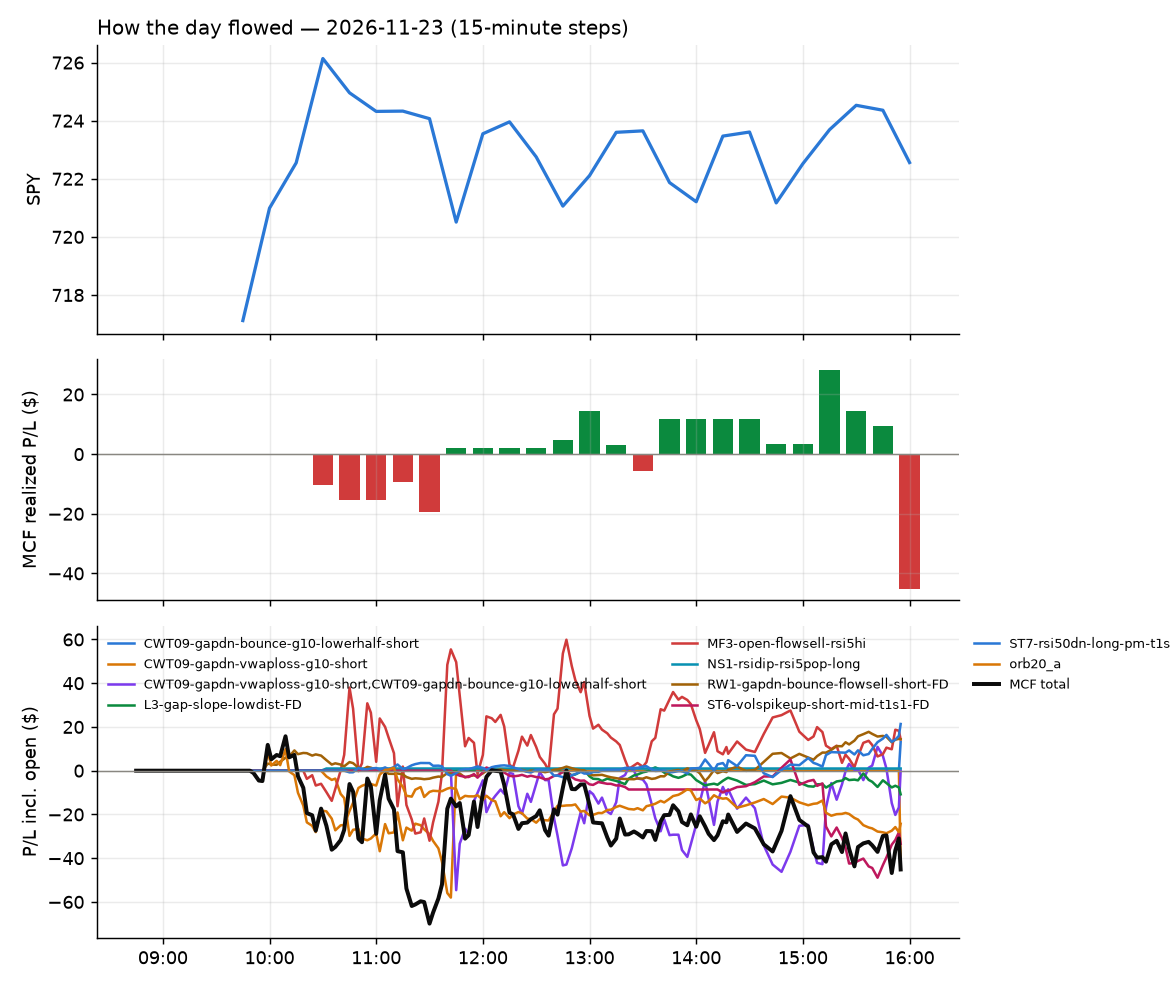 How the day flowed — 2026-11-23 (15-minute steps)
726
724
722
720
718
SPY
20
0
−20
−40
MCF realized P/L ($)
60
40
20
0
−20
−40
−60
P/L incl. open ($)
CWT09-gapdn-bounce-g10-lowerhalf-short
CWT09-gapdn-vwaploss-g10-short
CWT09-gapdn-vwaploss-g10-short,CWT09-gapdn-bounce-g10-lowerhalf-short
L3-gap-slope-lowdist-FD
MF3-open-flowsell-rsi5hi
NS1-rsidip-rsi5pop-long
RW1-gapdn-bounce-flowsell-short-FD
ST6-volspikeup-short-mid-t1s1-FD
ST7-rsi50dn-long-pm-t1s
orb20_a
MCF total
09:00 10:00 11:00 12:00 13:00 14:00 15:00 16:00